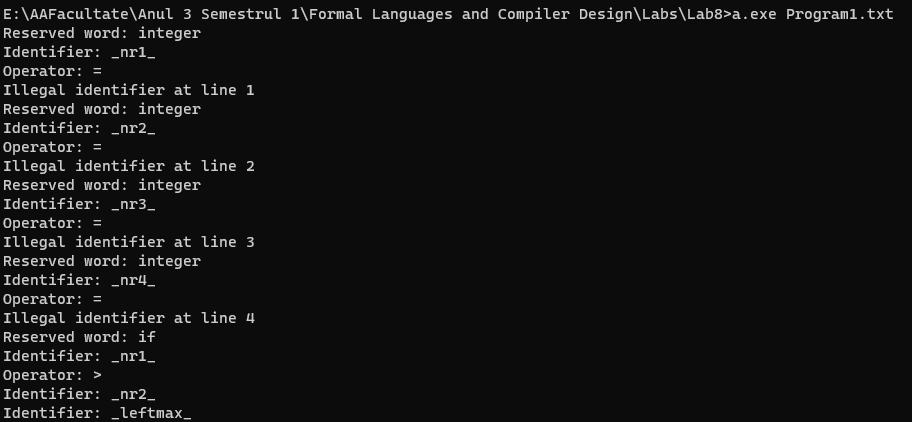 E:\AAFacultate\Anul 3 Semestrul 1\Formal Languages and Compiler Design\Labs\Lab8>a.exe Program1.txt
Reserved word: integer
Identifier: _nr1_
Operator: =
Illegal identifier at line 1
Reserved word: integer
Identifier: _nr2_
Operator: =
Illegal identifier at line 2
Reserved word: integer
Identifier: _nr3_
Operator: =
Illegal identifier at line 3
Reserved word: integer
Identifier: _nr4_
Operator: =
Illegal identifier at line 4
Reserved word: if
Identifier: _nr1_
Operator: >
Identifier: _nr2_
Identifier: _leftmax_